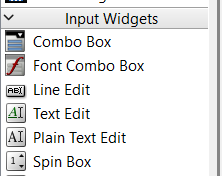 Input Widgets
Combo Box
Font Combo Box
Line Edit
Text Edit
Plain Text Edit
Spin Box